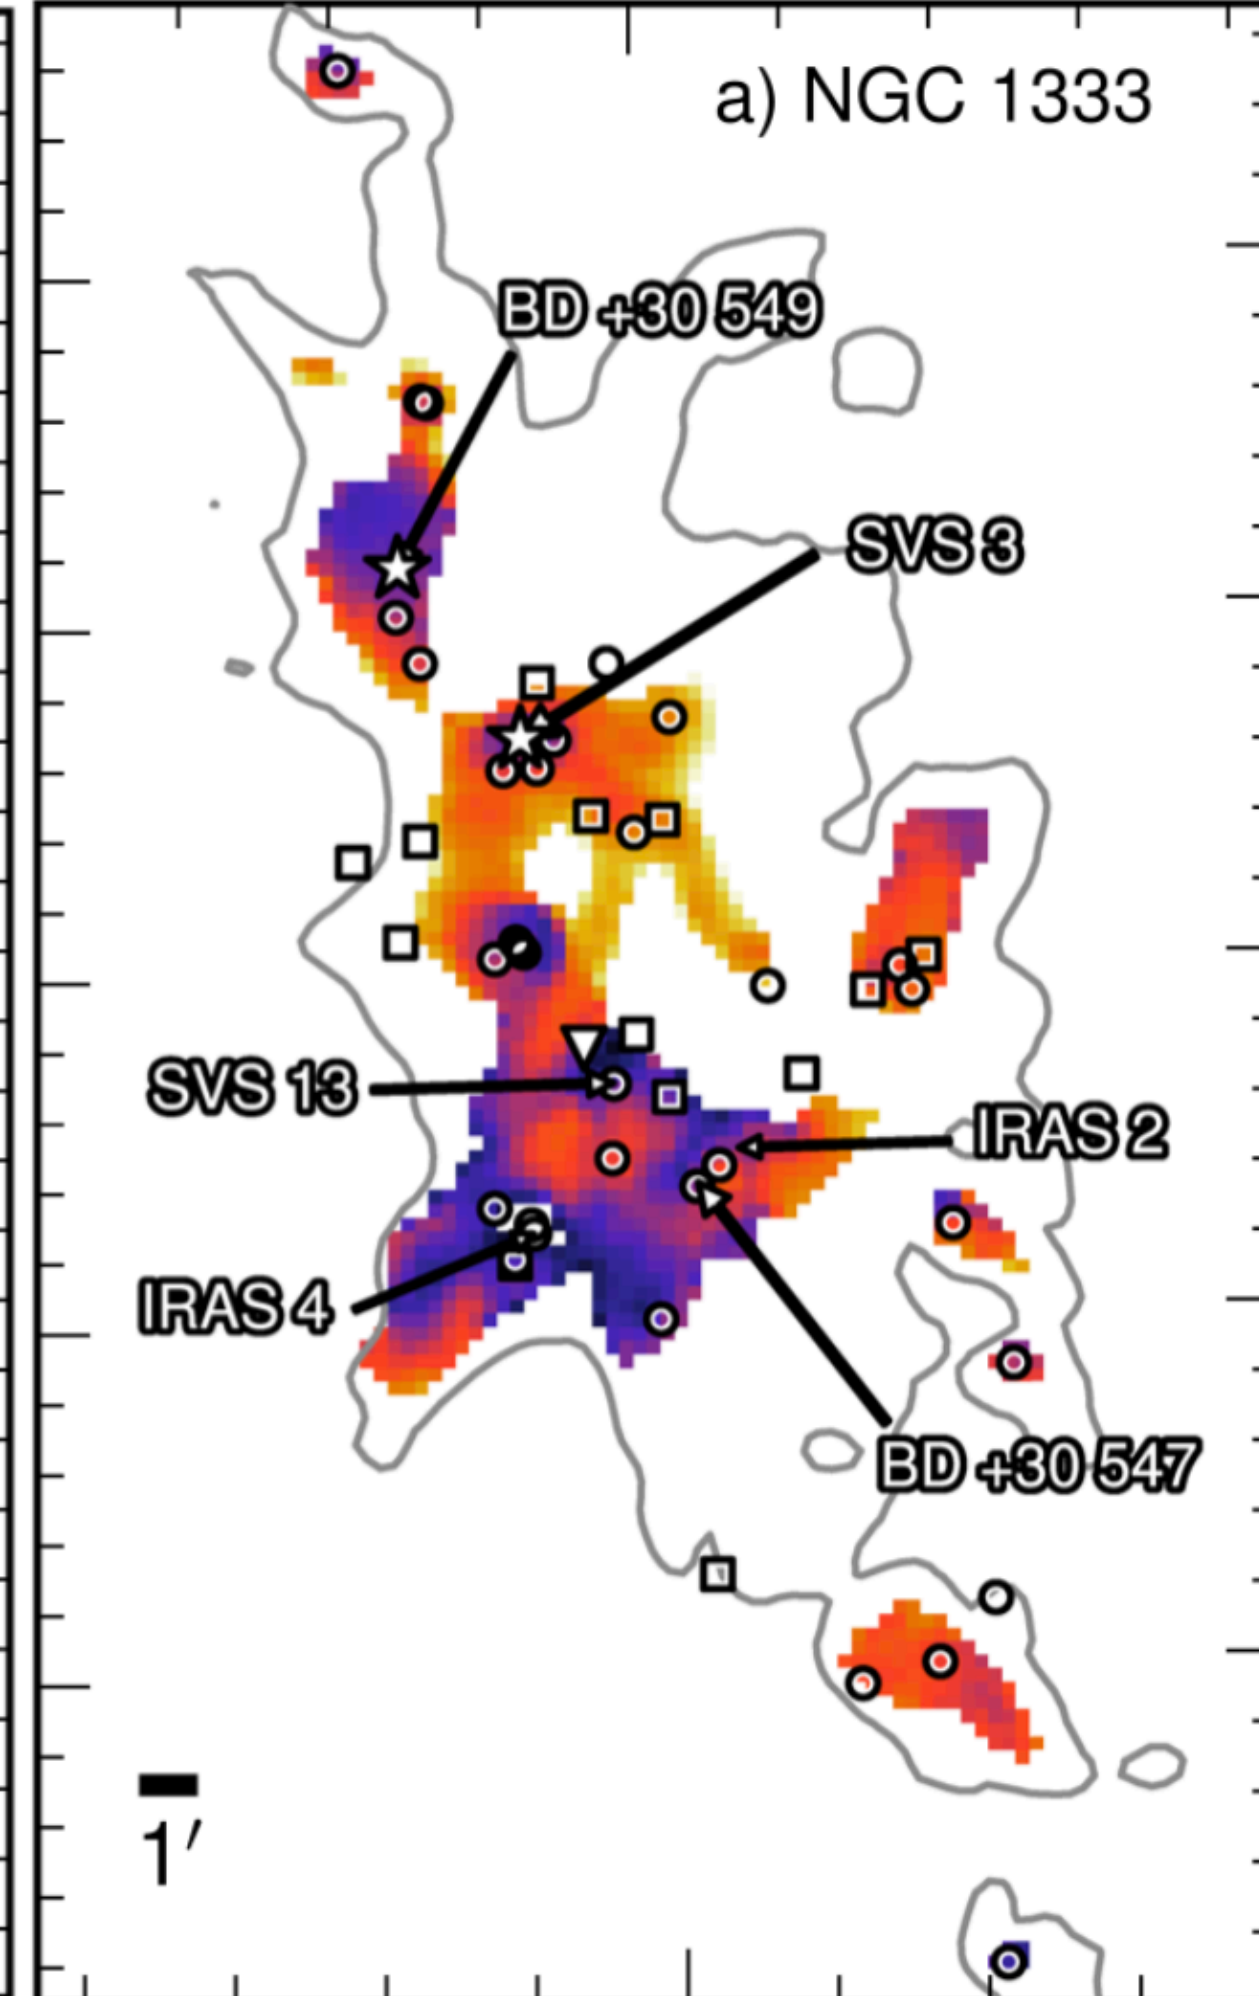 a) NGC 1333
BD +30 549
SVS 3
SVS 13
IRAS 2
IRAS 4
BD +30 547
1′